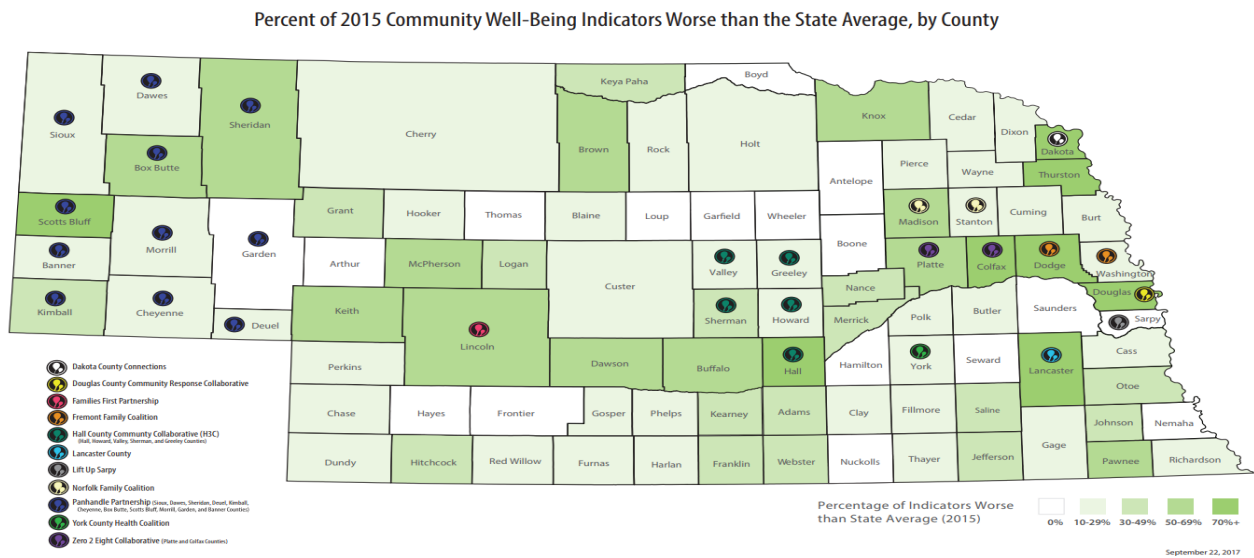 Percent of 2015 Community Well-Being Indicators Worse than the State Average, by County
Boyd
Keya Paha
Dawes
Knox
Cedar
Sheridan
Sioux
Cherry
Dixon
Holt
Brown
Rock
Dakota
Box Butte
Pierce
Wayne
Thurston
Antelope
Grant
Hooker
Thomas
Blaine
Loup
Garfield
Wheeler
Scotts Bluff
Madison
Stanton
Cuming
Burt
Morrill
Garden
Boone
Banner
Arthur
McPherson
Logan
Valley
Greeley
Platte
Colfax
Dodge
Washington
Custer
Nance
Douglas
Kimball
Cheyenne
Deuel
Keith
Lincoln
Sherman
Howard
Merrick
Polk
Butler
Saunders
Sarpy
Perkins
Dawson
Buffalo
Hall
Hamilton
York
Seward
Lancaster
Cass
Otoe
Chase
Hayes
Frontier
Gosper
Phelps
Kearney
Adams
Clay
Fillmore
Saline
Johnson
Nemaha
Gage
Dundy
Hitchcock
Red Willow
Furnas
Harlan
Franklin
Webster
Nuckolls
Thayer
Jefferson
Pawnee
Richardson
Dakota County Connections
Douglas County Community Response Collaborative
Families First Partnership
Fremont Family Coalition
Hall County Community Collaborative (H3C)
(Hall, Howard, Valley, Sherman, and Greeley Counties)
Lancaster County
Lift Up Sarpy
Norfolk Family Coalition
Panhandle Partnership (Sioux, Dawes, Sheridan, Desel, Kimball,
Cheyenne, Box Butte, Scotts Bluff, Morrill, Garden, and Banner Counties)
York County Health Coalition
Zero 2 Eight Collaborative (Platte and Colfax Counties)
Percentage of Indicators Worse
than State Average (2015)
0% 10-29% 30-49% 50-69% 70%+
September 22, 2017